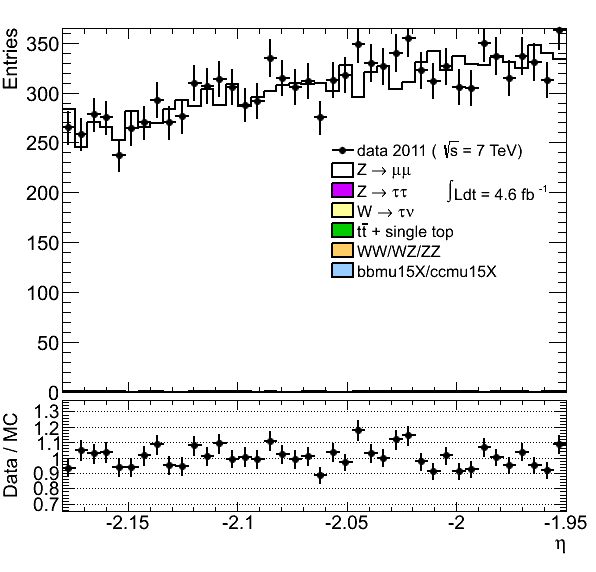 Entries
350
300
250
200
150
100
50
0
data 2011 ( √s = 7 TeV)
Z → μμ
Z → ττ
∫Ldt = 4.6 fb⁻¹
W → τν
tt̄ + single top
WW/WZ/ZZ
bbmu15X/ccmu15X
Data / MC
1.3
1.2
1.1
1
0.9
0.8
0.7
-2.15
-2.1
-2.05
-2
-1.95
η